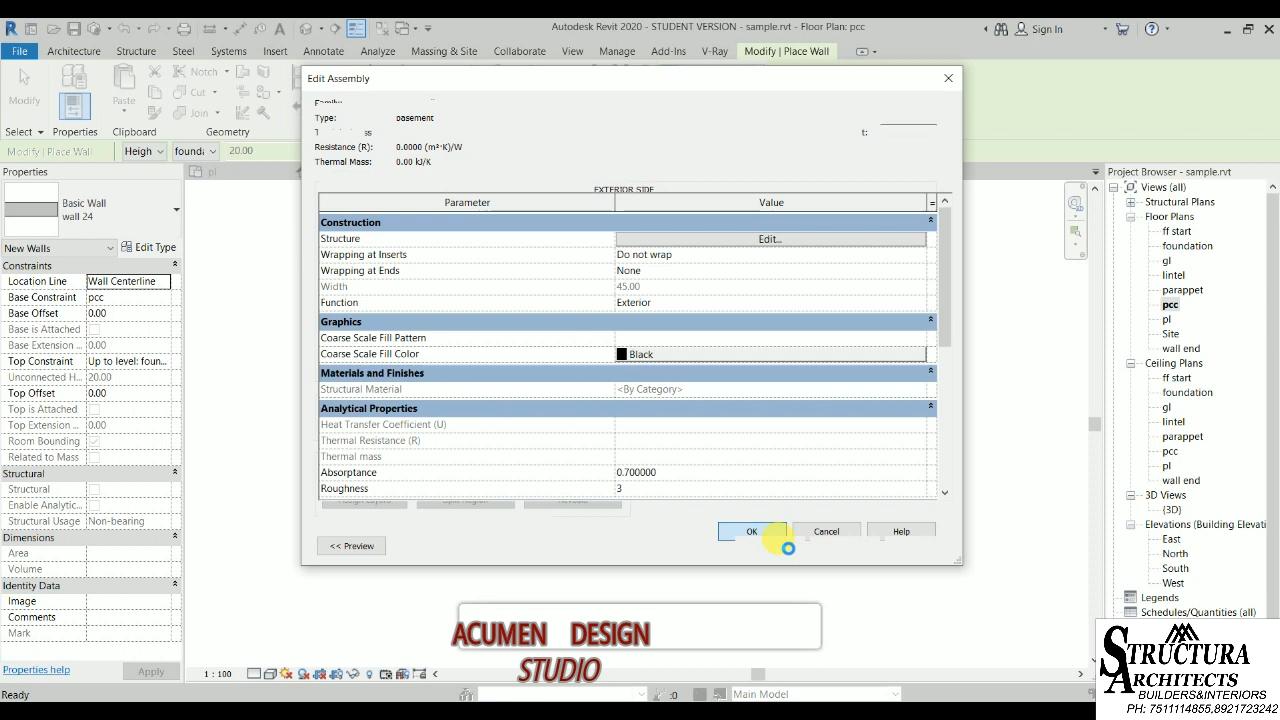 Autodesk Revit 2020 - STUDENT VERSION - sample.rvt - Floor Plan: pcc
Sign In
File Architecture Structure Steel Systems Insert Annotate Analyze Massing & Site Collaborate View Manage Add-Ins V-Ray Modify | Place Wall
Modify
Paste
Notch
Cut
Join
Select Properties Clipboard Geometry
Modify | Place Wall Heigh founda 20.00
Properties
Basic Wall
wall 24
New Walls Edit Type
Constraints
Location Line Wall Centerline
Base Constraint pcc
Base Offset 0.00
Base is Attached
Base Extension ... 0.00
Top Constraint Up to level: foun...
Unconnected H... 20.00
Top Offset 0.00
Top is Attached
Top Extension ... 0.00
Room Bounding
Related to Mass
Structural
Structural
Enable Analytic...
Structural Usage Non-bearing
Dimensions
Area
Volume
Identity Data
Image
Comments
Mark
Properties help Apply
Ready
pl
Edit Assembly
Family:
Type: basement
Resistance (R): 0.0000 (m²·K)/W
Thermal Mass: 0.00 kJ/K
EXTERIOR SIDE
Parameter Value =
Construction
Structure Edit...
Wrapping at Inserts Do not wrap
Wrapping at Ends None
Width 45.00
Function Exterior
Graphics
Coarse Scale Fill Pattern
Coarse Scale Fill Color Black
Materials and Finishes
Structural Material <By Category>
Analytical Properties
Heat Transfer Coefficient (U)
Thermal Resistance (R)
Thermal mass
Absorptance 0.700000
Roughness 3
<< Preview OK Cancel Help
ACUMEN DESIGN
STUDIO
1 : 100
:0
Main Model
Project Browser - sample.rvt
Views (all)
Structural Plans
Floor Plans
ff start
foundation
gl
lintel
parappet
pcc
pl
Site
wall end
Ceiling Plans
ff start
foundation
gl
lintel
parappet
pcc
pl
wall end
3D Views
{3D}
Elevations (Building Elevati
East
North
South
West
Legends
Schedules/Quantities (all)
STRUCTURA
ARCHITECTS
BUILDERS&INTERIORS
PH: 7511114855,8921723242